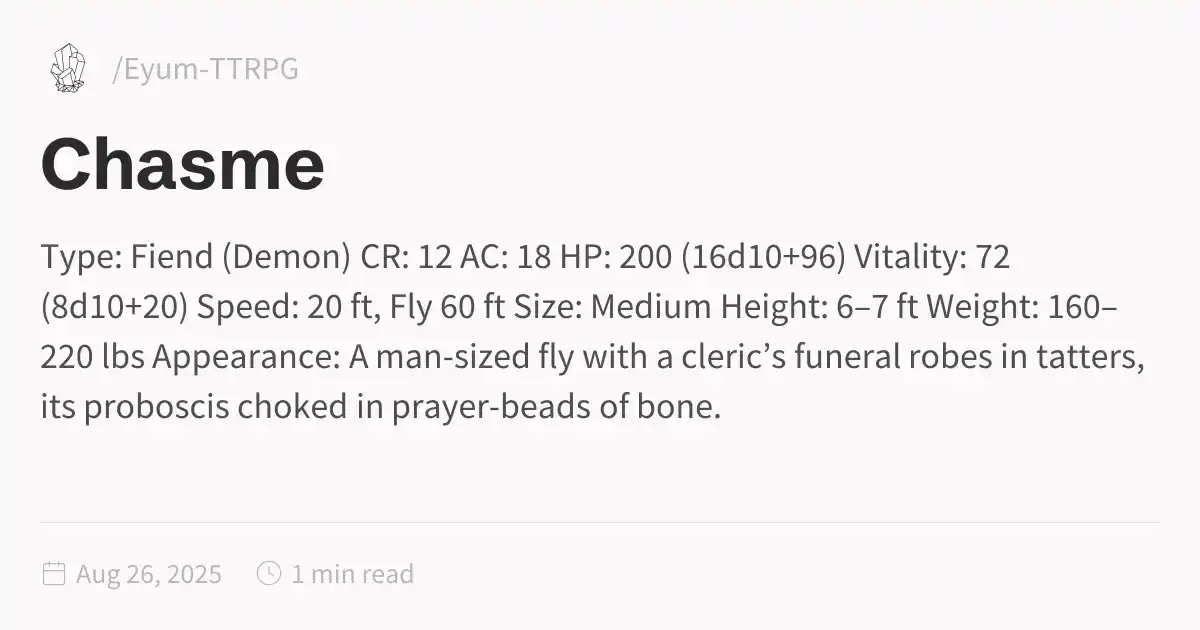 /Eyum-TTRPG
Chasme
Type: Fiend (Demon) CR: 12 AC: 18 HP: 200 (16d10+96) Vitality: 72
(8d10+20) Speed: 20 ft, Fly 60 ft Size: Medium Height: 6–7 ft Weight: 160–
220 lbs Appearance: A man-sized fly with a cleric’s funeral robes in tatters,
its proboscis choked in prayer-beads of bone.
Aug 26, 2025 1 min read